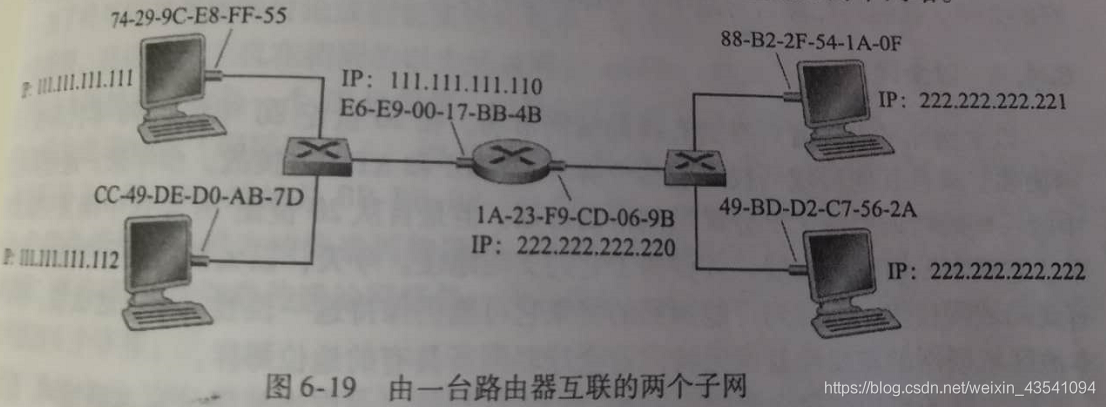 74-29-9C-E8-FF-55
IP: 111.111.111.111
IP: 111.111.111.110
E6-E9-00-17-BB-4B
CC-49-DE-D0-AB-7D
IP: 111.111.111.112
1A-23-F9-CD-06-9B
IP: 222.222.222.220
88-B2-2F-54-1A-0F
IP: 222.222.222.221
49-BD-D2-C7-56-2A
IP: 222.222.222.222
图 6-19 由一台路由器互联的两个子网
https://blog.csdn.net/weixin_43541094